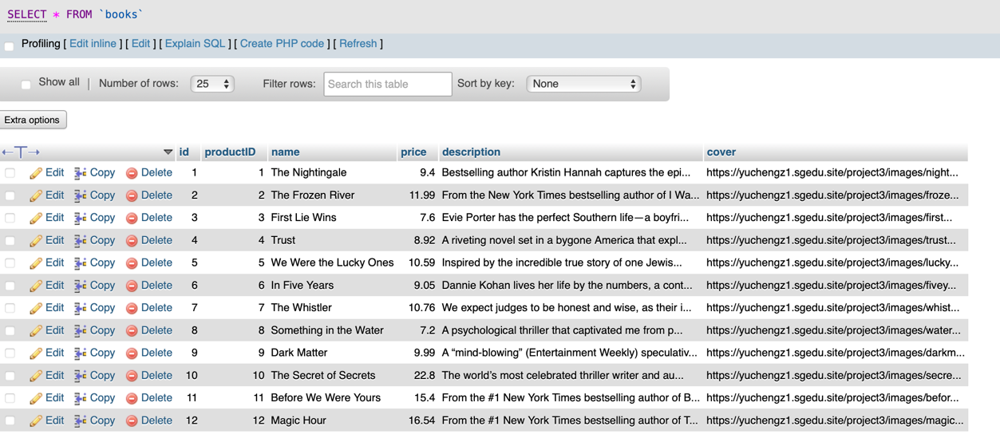 SELECT * FROM `books`
Profiling [ Edit inline ] [ Edit ] [ Explain SQL ] [ Create PHP code ] [ Refresh ]
Show all | Number of rows: 25 Filter rows: Search this table Sort by key: None
Extra options
id productID name price description cover
Edit Copy Delete 1 1 The Nightingale 9.4 Bestselling author Kristin Hannah captures the epi... https://yuchengz1.sgedu.site/project3/images/night...
Edit Copy Delete 2 2 The Frozen River 11.99 From the New York Times bestselling author of I Wa... https://yuchengz1.sgedu.site/project3/images/froze...
Edit Copy Delete 3 3 First Lie Wins 7.6 Evie Porter has the perfect Southern life—a boyfri... https://yuchengz1.sgedu.site/project3/images/first...
Edit Copy Delete 4 4 Trust 8.92 A riveting novel set in a bygone America that expl... https://yuchengz1.sgedu.site/project3/images/trust...
Edit Copy Delete 5 5 We Were the Lucky Ones 10.59 Inspired by the incredible true story of one Jewis... https://yuchengz1.sgedu.site/project3/images/lucky...
Edit Copy Delete 6 6 In Five Years 9.05 Dannie Kohan lives her life by the numbers, a cont... https://yuchengz1.sgedu.site/project3/images/fivey...
Edit Copy Delete 7 7 The Whistler 10.76 We expect judges to be honest and wise, as their i... https://yuchengz1.sgedu.site/project3/images/whist...
Edit Copy Delete 8 8 Something in the Water 7.2 A psychological thriller that captivated me from p... https://yuchengz1.sgedu.site/project3/images/water...
Edit Copy Delete 9 9 Dark Matter 9.99 A “mind-blowing” (Entertainment Weekly) speculativ... https://yuchengz1.sgedu.site/project3/images/darkm...
Edit Copy Delete 10 10 The Secret of Secrets 22.8 The world’s most celebrated thriller writer and au... https://yuchengz1.sgedu.site/project3/images/secre...
Edit Copy Delete 11 11 Before We Were Yours 15.4 From the #1 New York Times bestselling author of B... https://yuchengz1.sgedu.site/project3/images/befor...
Edit Copy Delete 12 12 Magic Hour 16.54 From the #1 New York Times bestselling author of T... https://yuchengz1.sgedu.site/project3/images/magic...